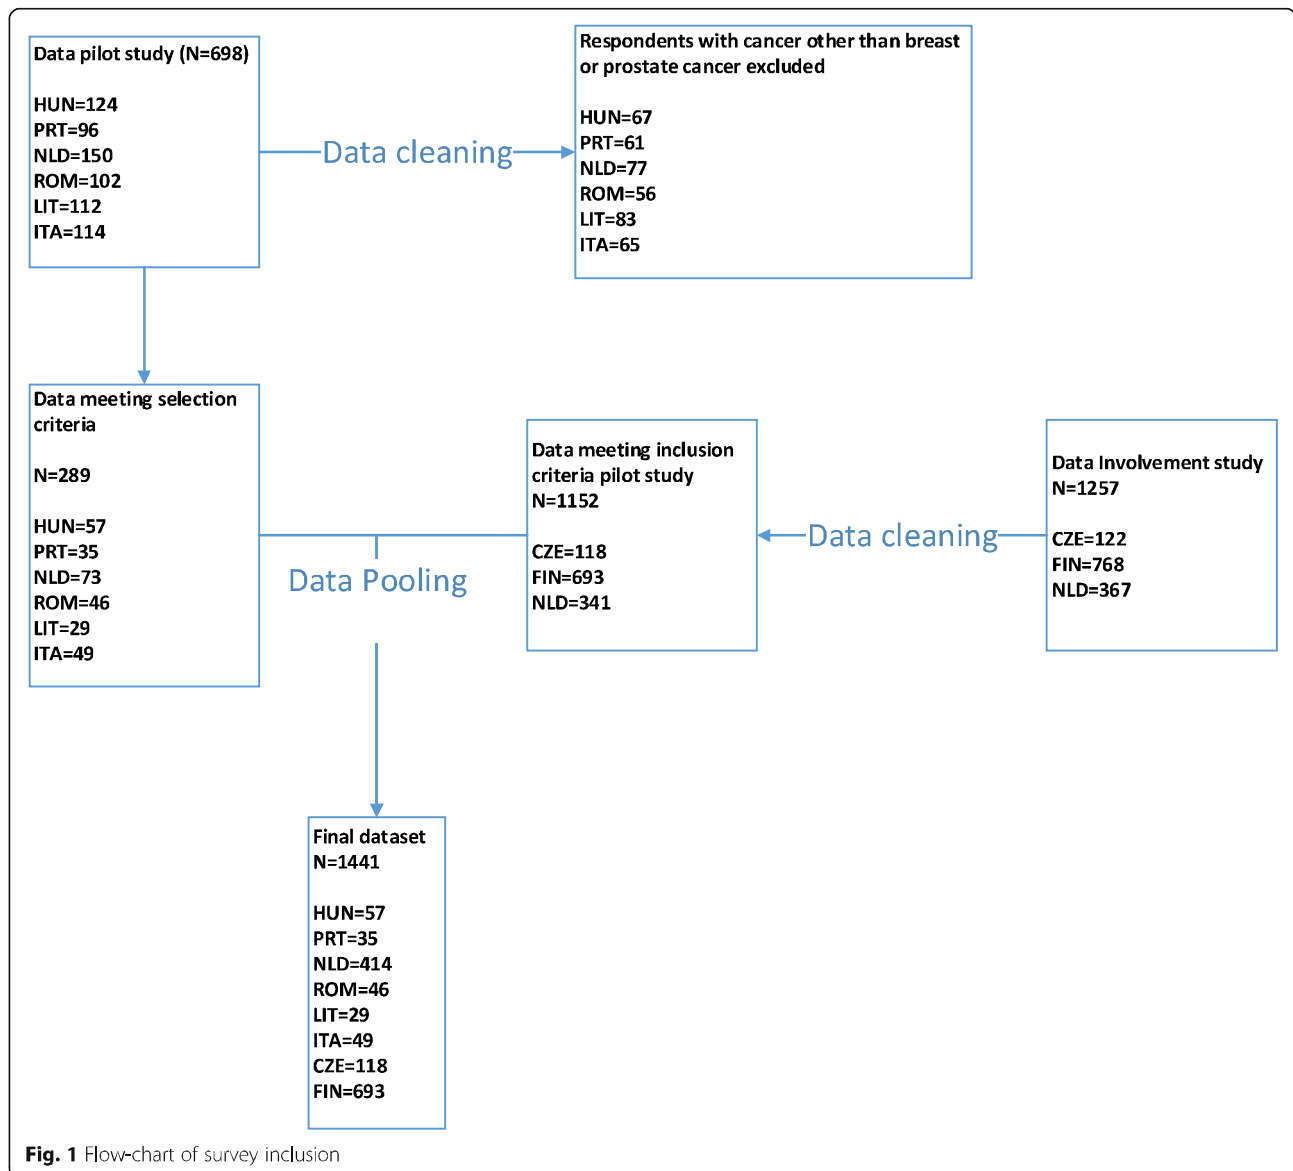 Data pilot study (N=698)
HUN=124
PRT=96
NLD=150
ROM=102
LIT=112
ITA=114
Data cleaning
Respondents with cancer other than breast
or prostate cancer excluded
HUN=67
PRT=61
NLD=77
ROM=56
LIT=83
ITA=65
Data meeting selection
criteria
N=289
HUN=57
PRT=35
NLD=73
ROM=46
LIT=29
ITA=49
Data Pooling
Data meeting inclusion
criteria pilot study
N=1152
CZE=118
FIN=693
NLD=341
Data cleaning
Data Involvement study
N=1257
CZE=122
FIN=768
NLD=367
Final dataset
N=1441
HUN=57
PRT=35
NLD=414
ROM=46
LIT=29
ITA=49
CZE=118
FIN=693
Fig. 1 Flow-chart of survey inclusion